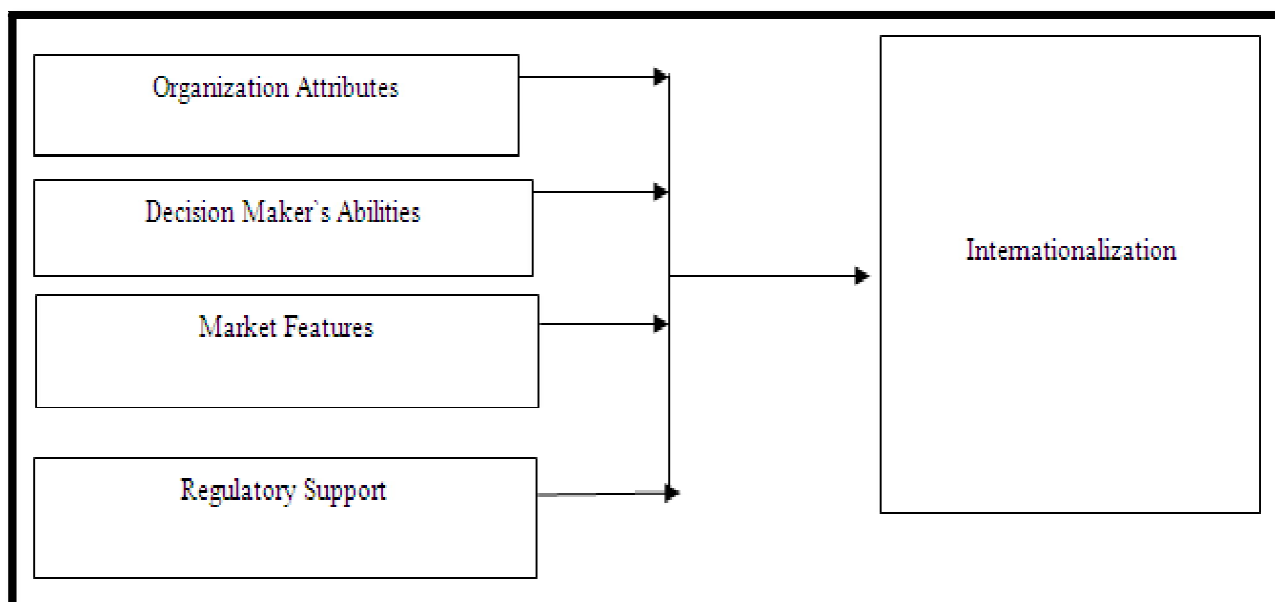 Organization Attributes
Decision Maker`s Abilities
Market Features
Regulatory Support
Internationalization